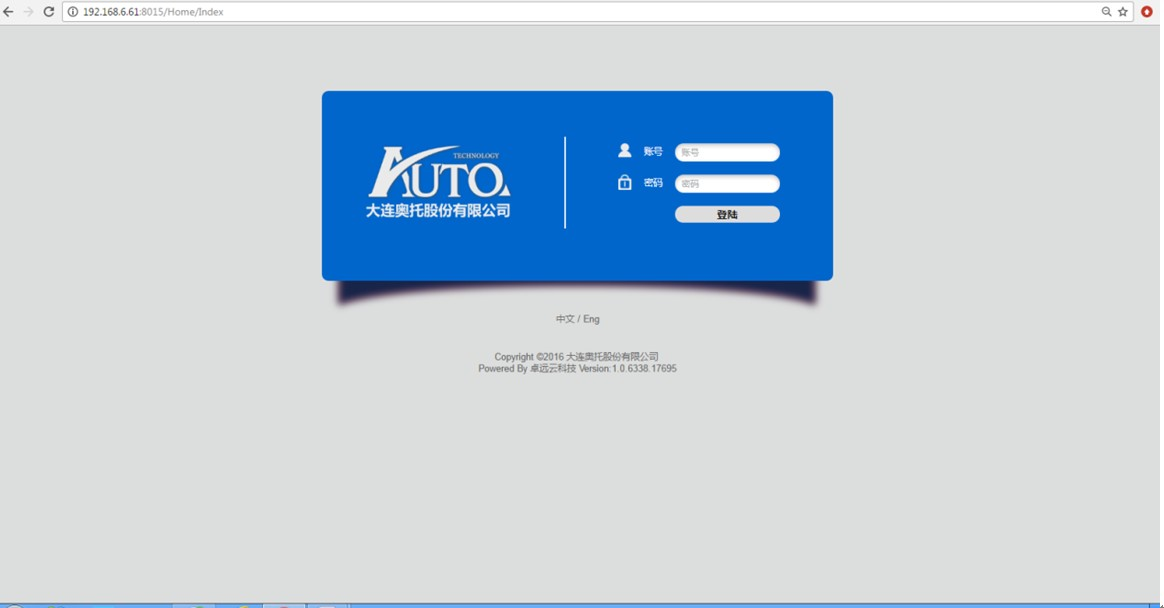 192.168.6.61:8015/Home/Index
TECHNOLOGY
AUTO
大连奥托股份有限公司
账号 账号
密码 密码
登陆
中文 / Eng
Copyright ©2016 大连奥托股份有限公司
Powered By 卓远云科技 Version:1.0.6338.17695